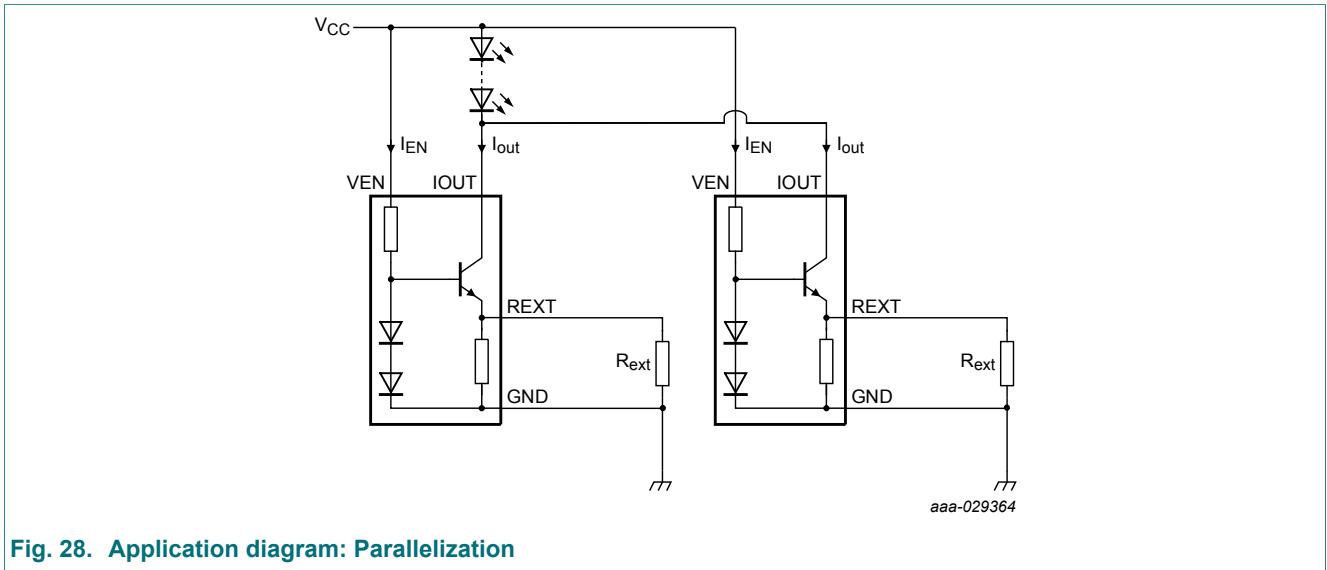 VCC
IEN Iout IEN Iout
VEN IOUT VEN IOUT
REXT REXT
Rext Rext
GND GND
aaa-029364
Fig. 28. Application diagram: Parallelization